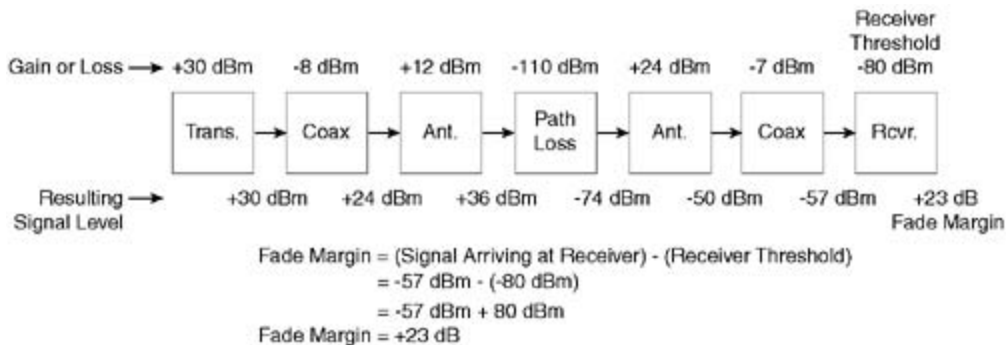 Receiver
Threshold
Gain or Loss +30 dBm -8 dBm +12 dBm -110 dBm +24 dBm -7 dBm -80 dBm
Trans. Coax Ant. Path Loss Ant. Coax Rcvr.
Resulting Signal Level +30 dBm +24 dBm +36 dBm -74 dBm -50 dBm -57 dBm +23 dB
Fade Margin
Fade Margin = (Signal Arriving at Receiver) - (Receiver Threshold)
= -57 dBm - (-80 dBm)
= -57 dBm + 80 dBm
Fade Margin = +23 dB